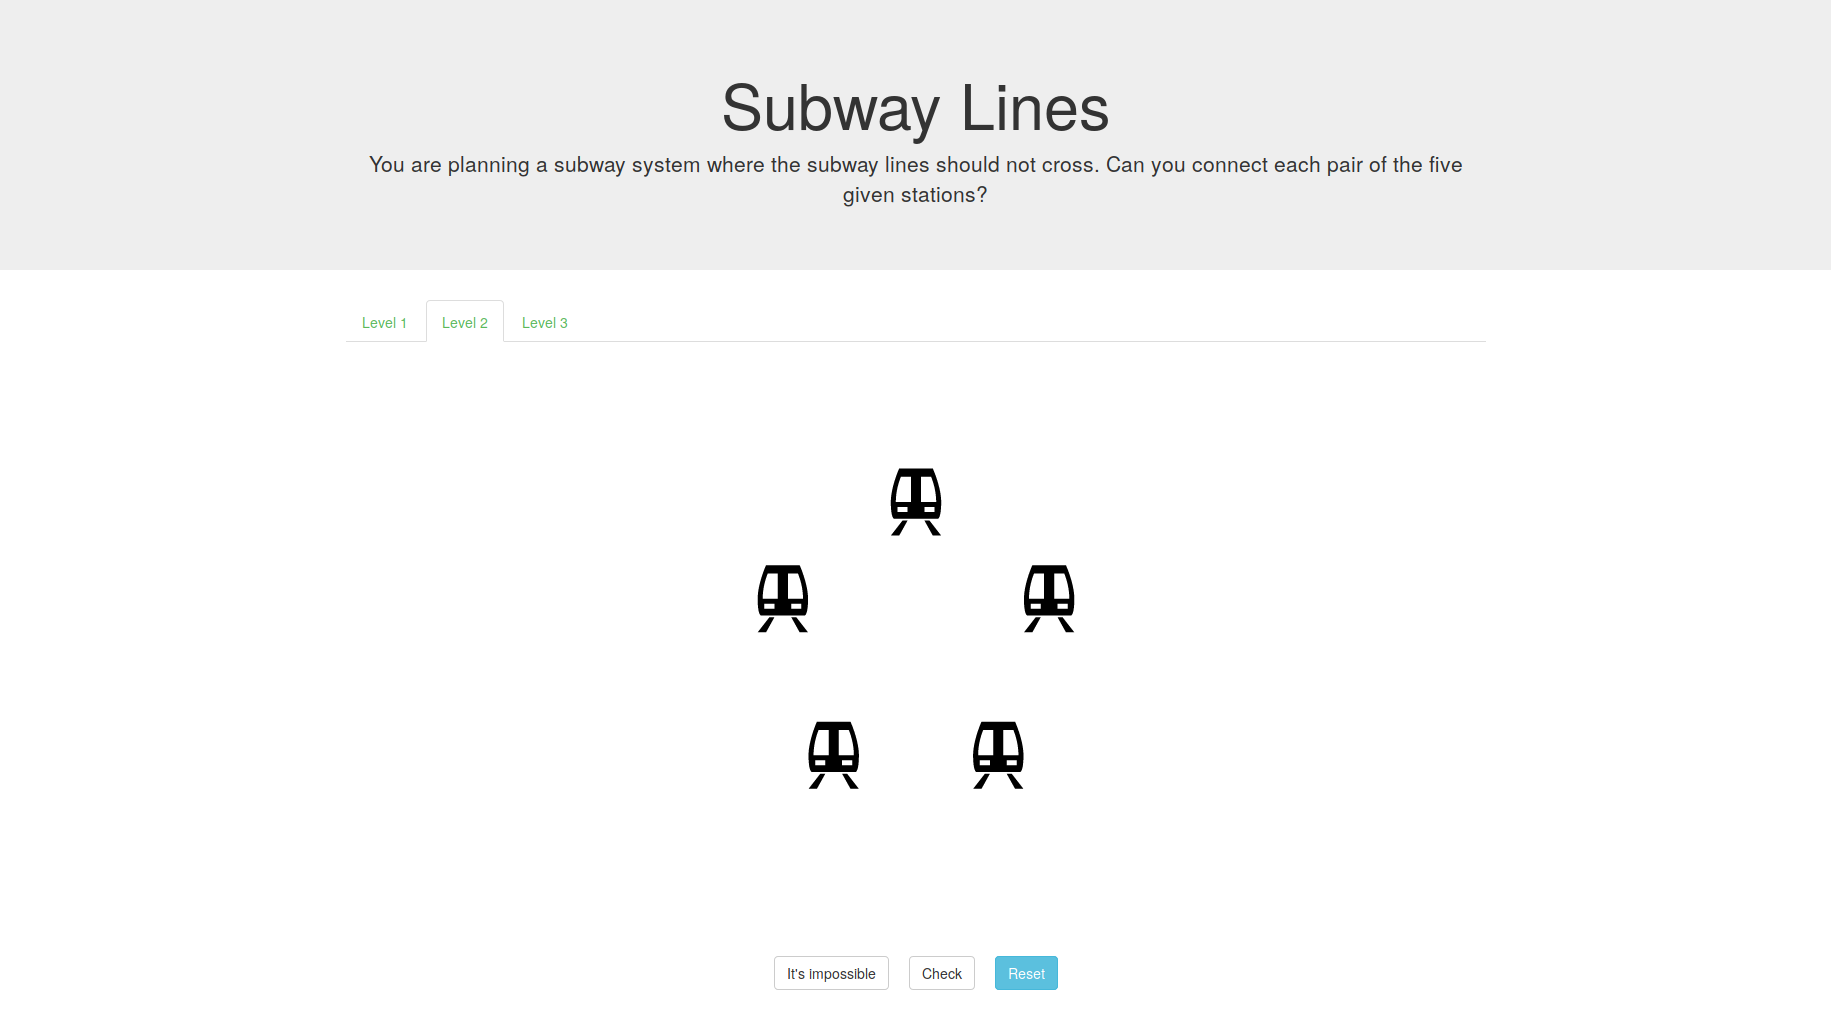 Subway Lines
You are planning a subway system where the subway lines should not cross. Can you connect each pair of the five
given stations?
Level 1
Level 2
Level 3
It's impossible
Check
Reset